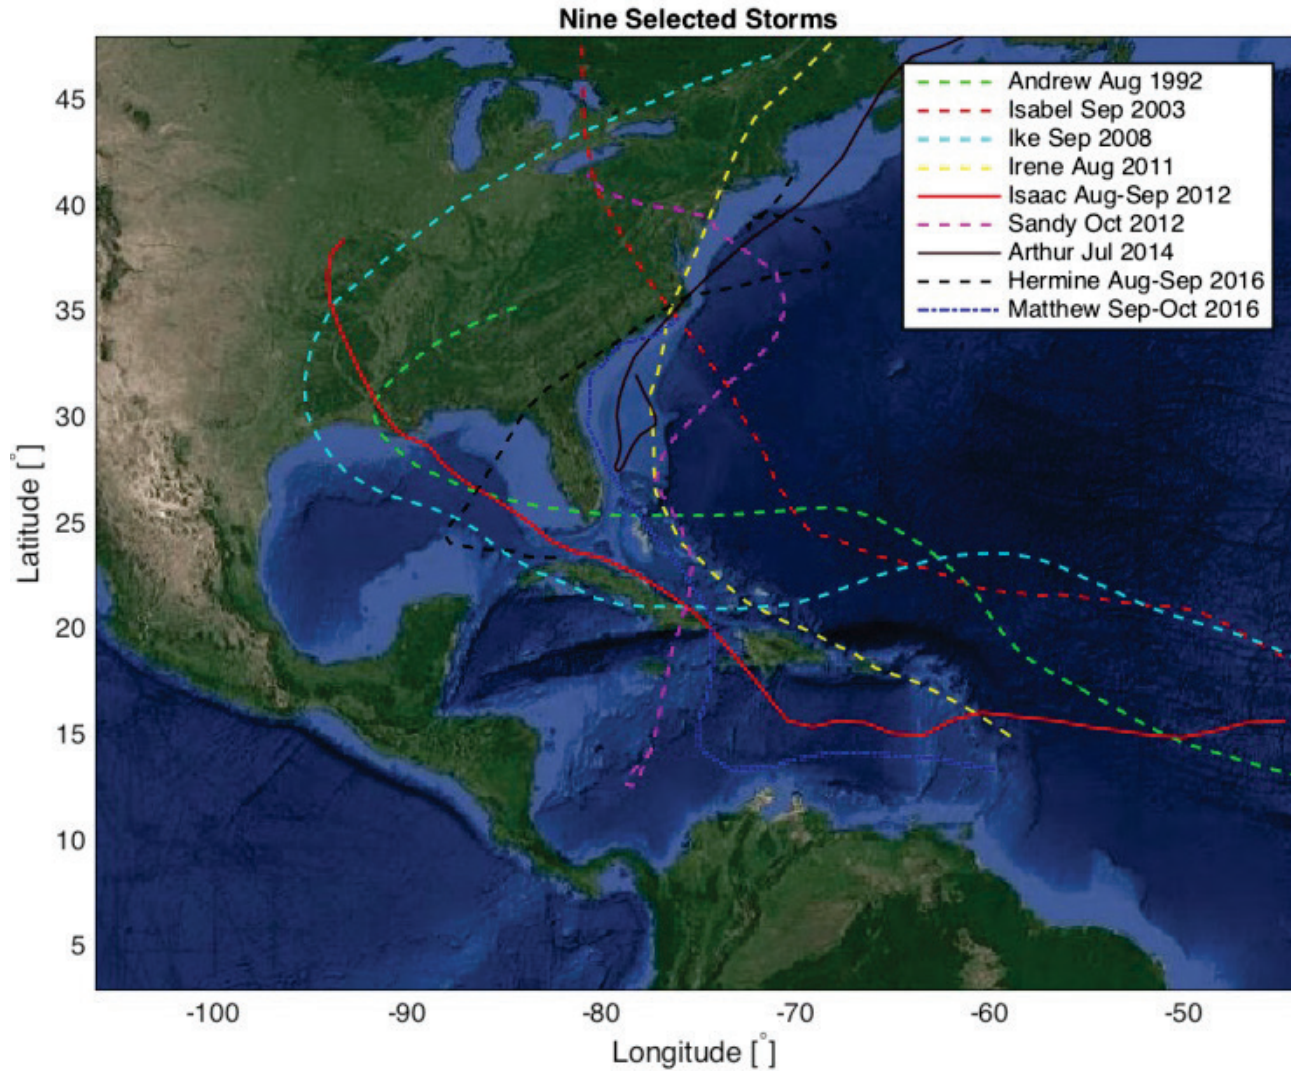 Nine Selected Storms
Andrew Aug 1992
Isabel Sep 2003
Ike Sep 2008
Irene Aug 2011
Isaac Aug-Sep 2012
Sandy Oct 2012
Arthur Jul 2014
Hermine Aug-Sep 2016
Matthew Sep-Oct 2016
45
40
35
30
25
20
15
10
5
Latitude [°]
-100 -90 -80 -70 -60 -50
Longitude [°]